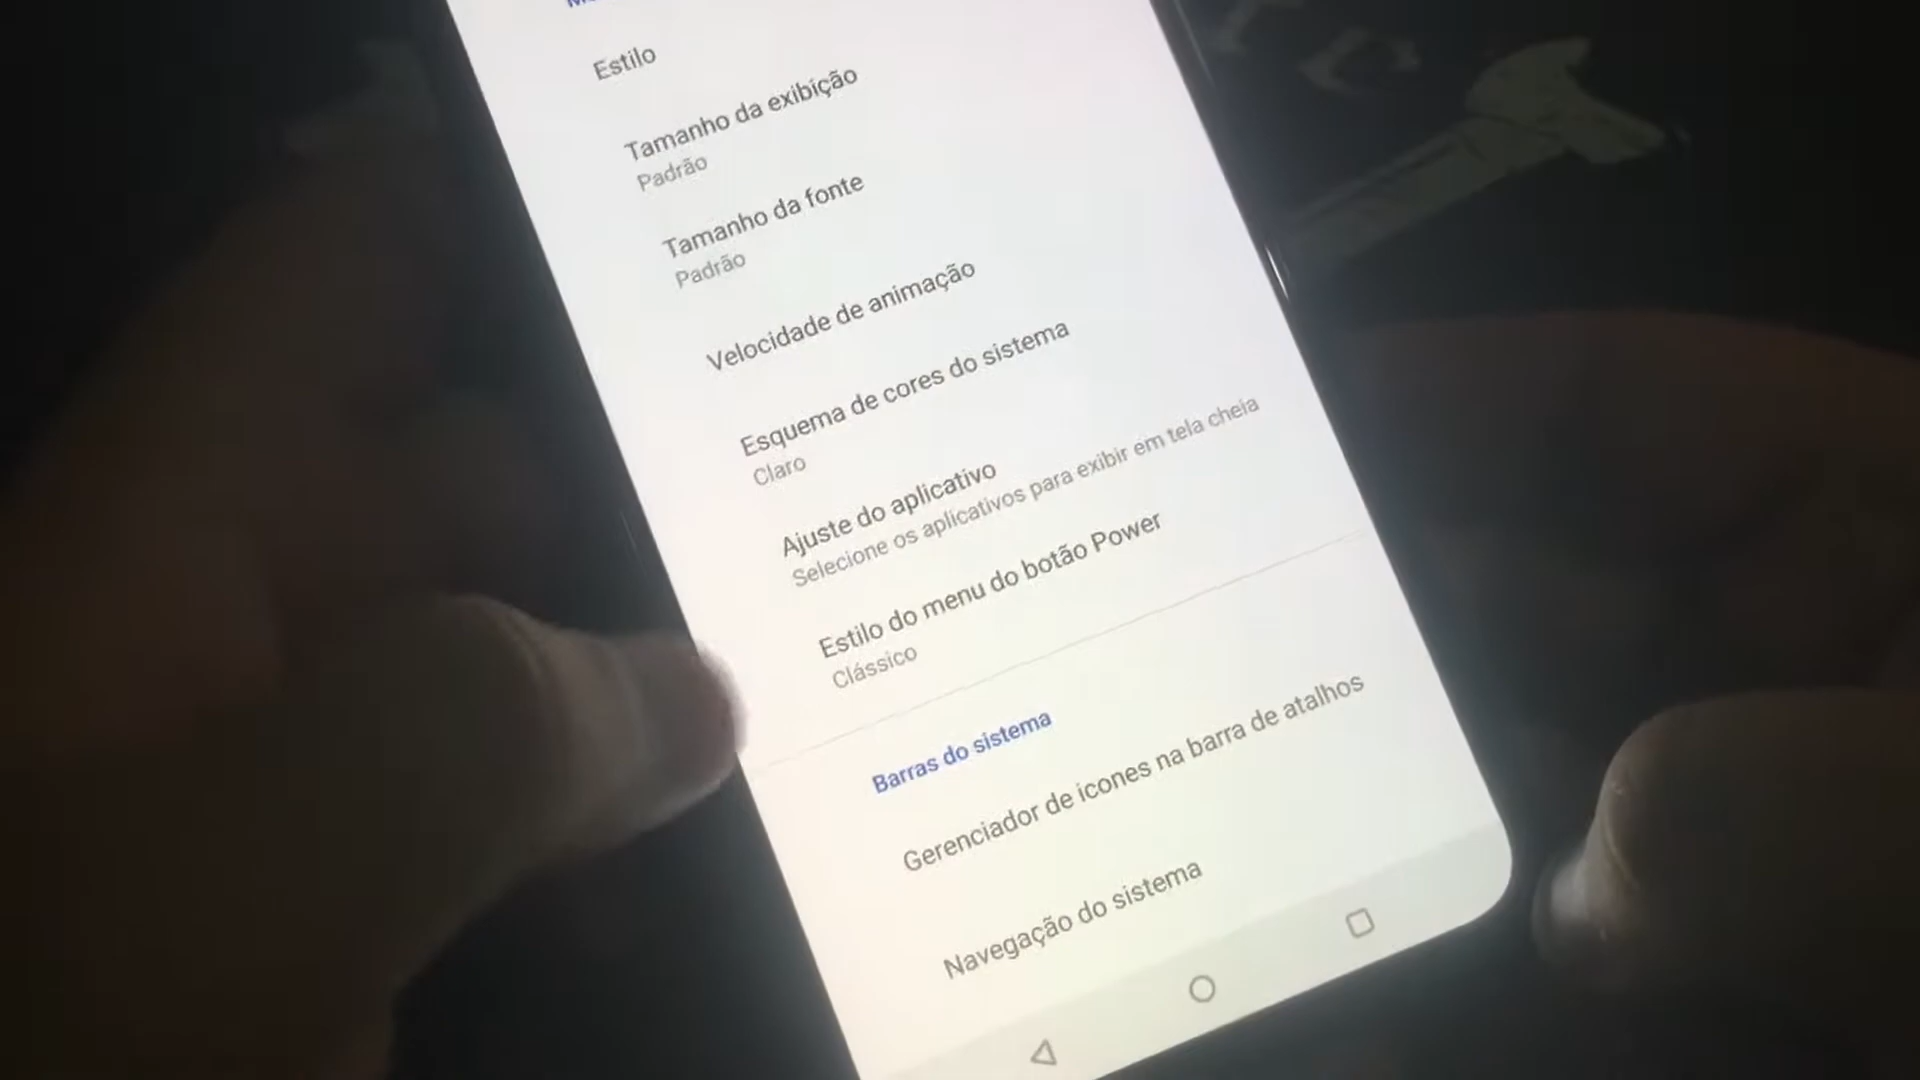 Estilo
Tamanho da exibição
Padrão
Tamanho da fonte
Padrão
Velocidade de animação
Esquema de cores do sistema
Claro
Ajuste do aplicativo
Selecione os aplicativos para exibir em tela cheia
Estilo do menu do botão Power
Clássico
Barras do sistema
Gerenciador de icones na barra de atalhos
Navegação do sistema